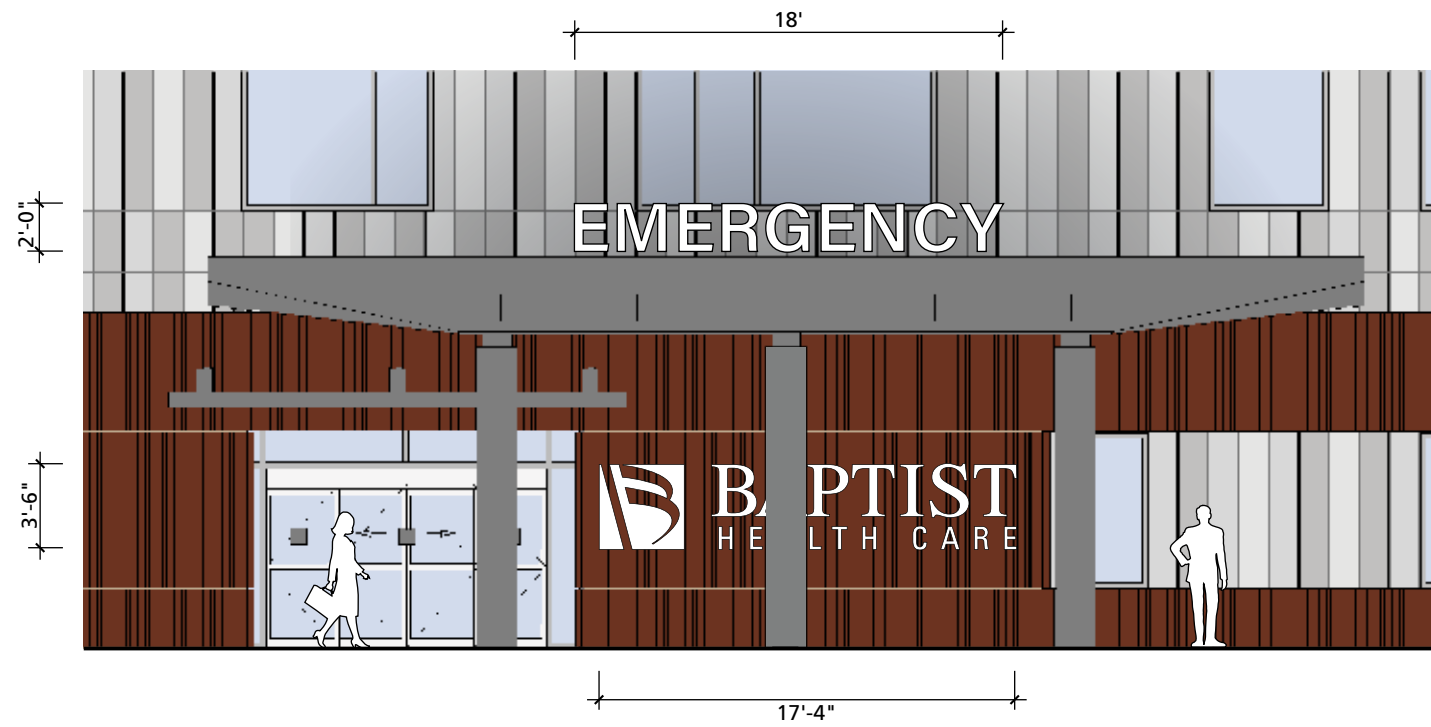 18'
2'-0"
EMERGENCY
3'-6"
BAPTIST
HEALTH CARE
17'-4"